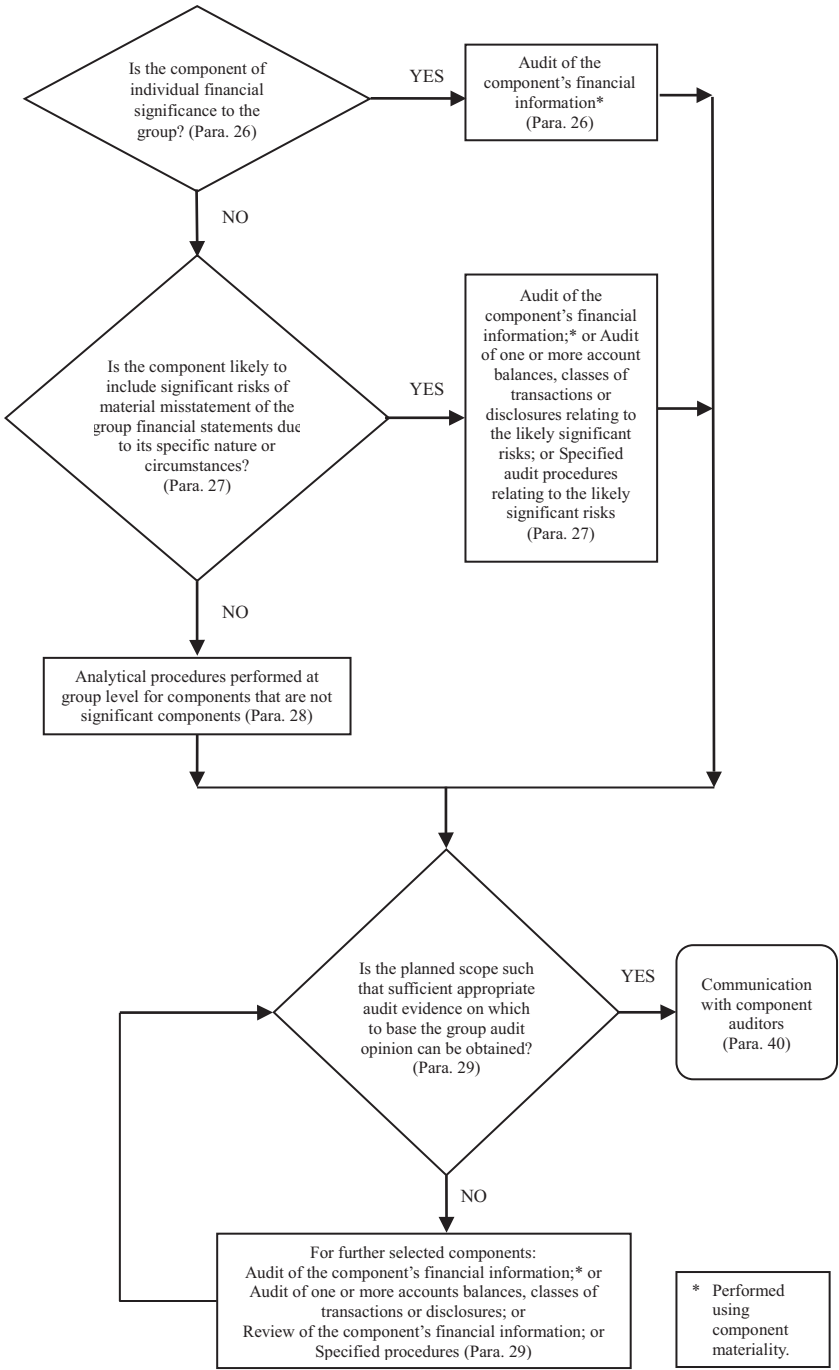 Is the component of
individual financial
significance to the
group? (Para. 26)
YES
Audit of the
component’s financial
information*
(Para. 26)
NO
Is the component likely to
include significant risks of
material misstatement of the
group financial statements due
to its specific nature or
circumstances?
(Para. 27)
YES
Audit of the
component’s financial
information;* or Audit
of one or more account
balances, classes of
transactions or
disclosures relating to
the likely significant
risks; or Specified
audit procedures
relating to the likely
significant risks
(Para. 27)
NO
Analytical procedures performed at
group level for components that are not
significant components (Para. 28)
Is the planned scope such
that sufficient appropriate
audit evidence on which
to base the group audit
opinion can be obtained?
(Para. 29)
YES
Communication
with component
auditors
(Para. 40)
NO
For further selected components:
Audit of the component’s financial information;* or
Audit of one or more accounts balances, classes of
transactions or disclosures; or
Review of the component’s financial information; or
Specified procedures (Para. 29)
* Performed
using
component
materiality.